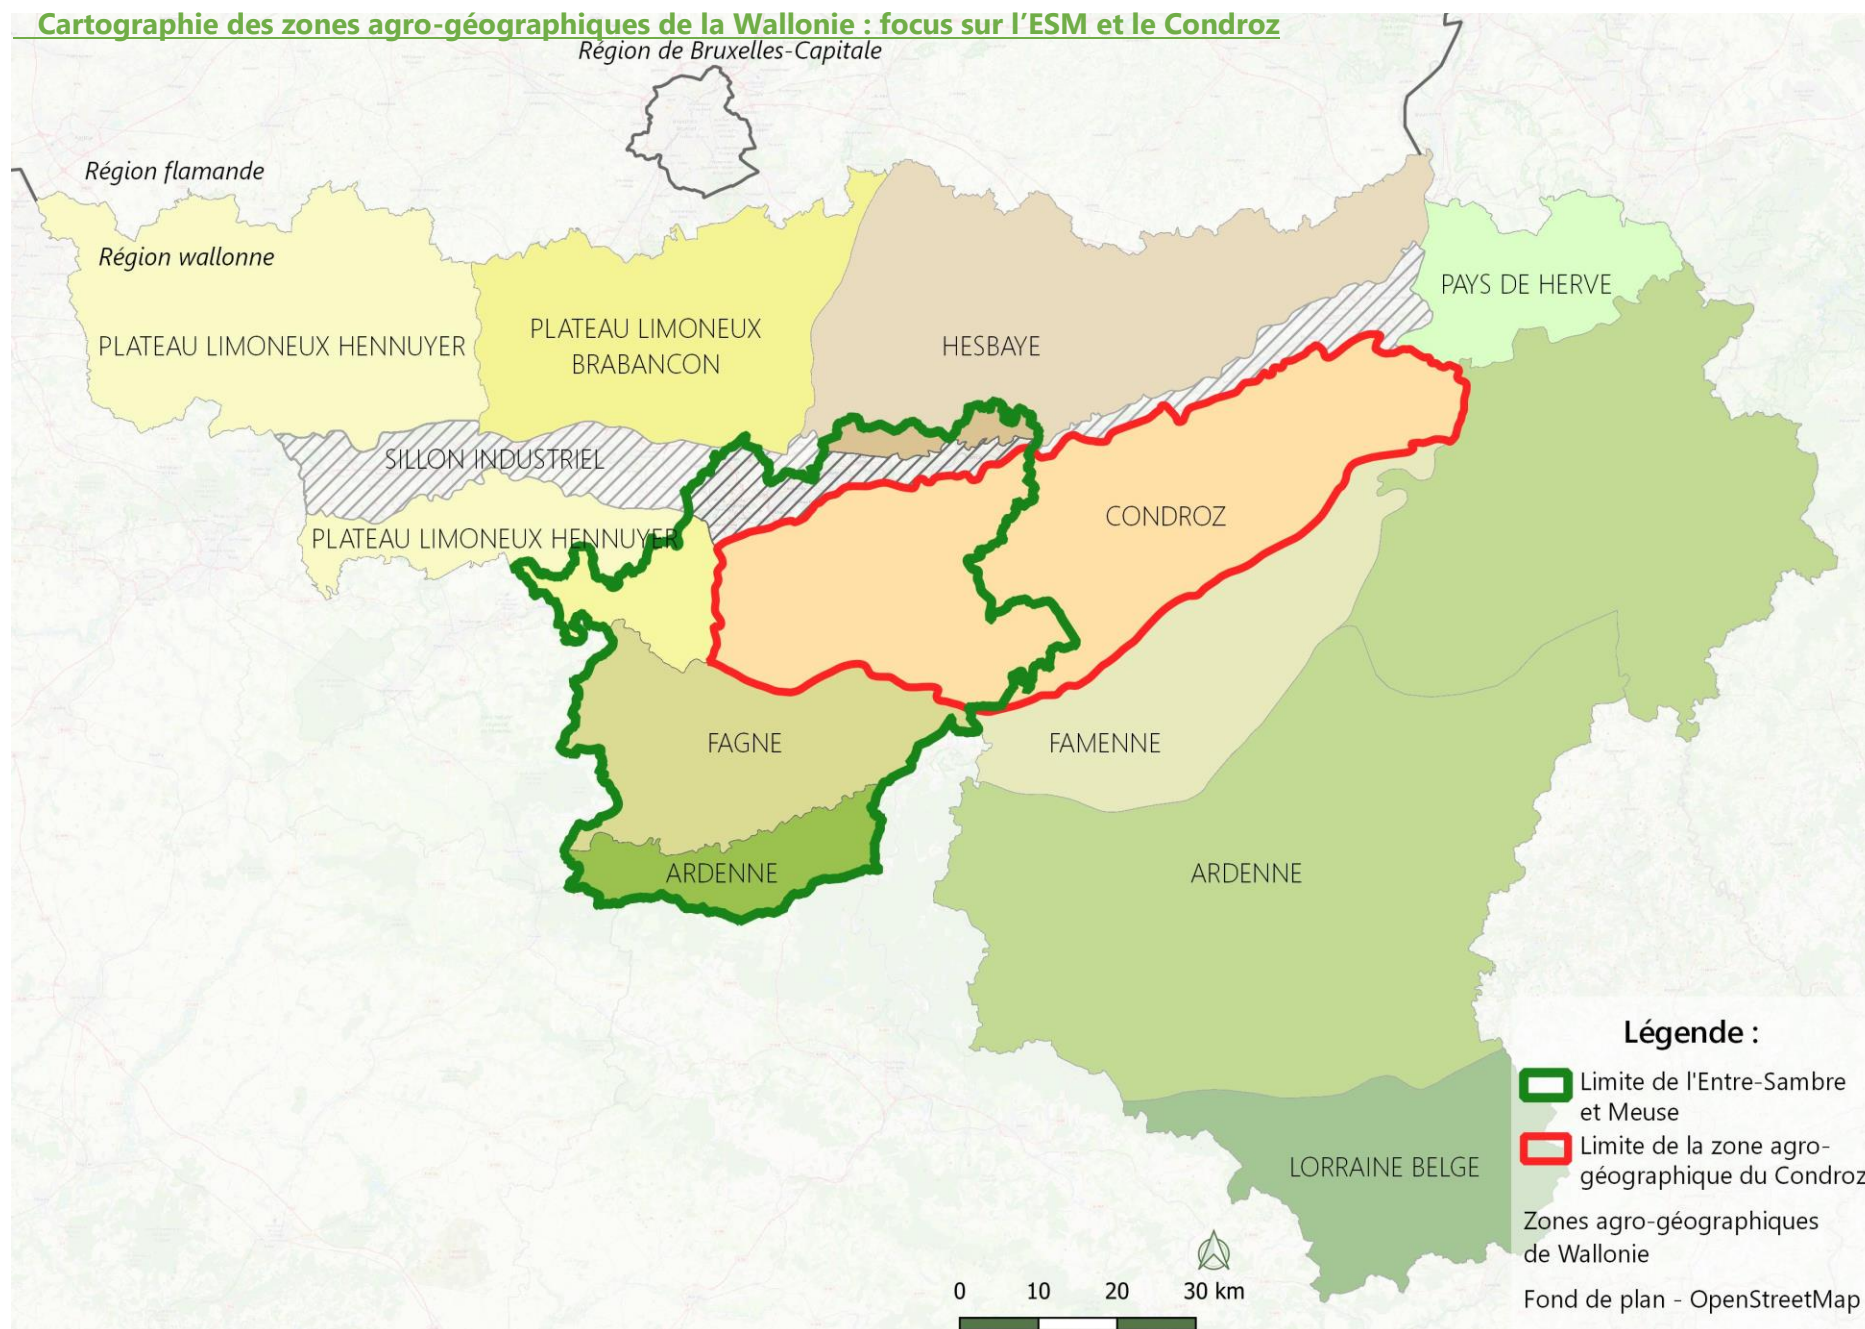 Cartographie des zones agro-géographiques de la Wallonie : focus sur l'ESM et le Condroz
Région de Bruxelles-Capitale
Région flamande
Région wallonne
PAYS DE HERVE
PLATEAU LIMONEUX HENNUYER
PLATEAU LIMONEUX
BRABANCON
HESBAYE
SILLON INDUSTRIEL
CONDROZ
PLATEAU LIMONEUX HENNUYER
FAGNE
FAMENNE
ARDENNE
ARDENNE
LORRAINE BELGE
Légende :
Limite de l'Entre-Sambre
et Meuse
Limite de la zone agro-
géographique du Condroz
Zones agro-géographiques
de Wallonie
Fond de plan - OpenStreetMap
0 10 20 30 km